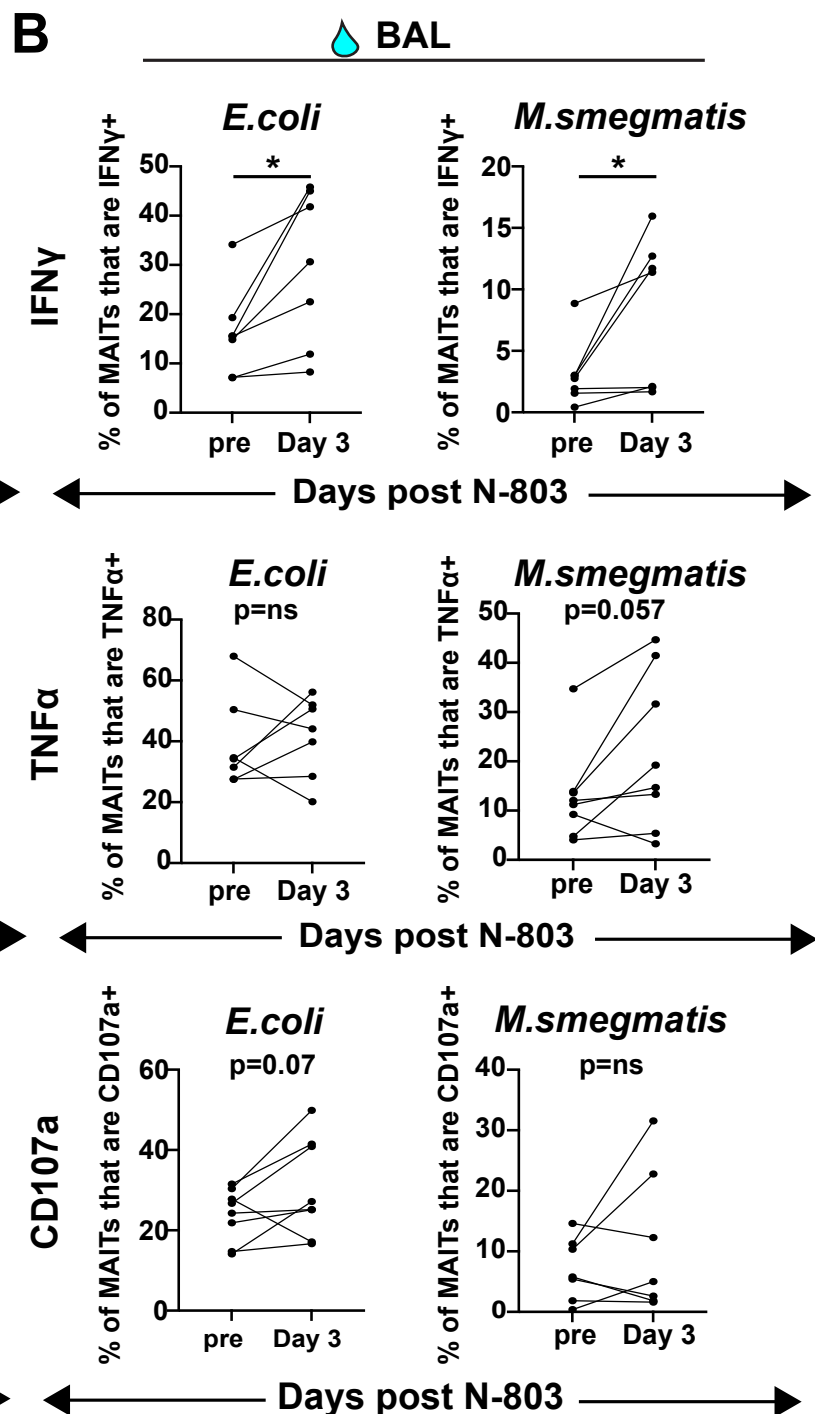 B
BAL
E.coli
M.smegmatis
IFNγ
% of MAITs that are IFNγ+
50
40
30
20
10
0
*
pre Day 3
% of MAITs that are IFNγ+
20
15
10
5
0
*
pre Day 3
Days post N-803
E.coli
M.smegmatis
TNFα
% of MAITs that are TNFα+
p=ns
80
60
40
20
0
pre Day 3
% of MAITs that are TNFα+
p=0.057
50
40
30
20
10
0
pre Day 3
Days post N-803
E.coli
M.smegmatis
CD107a
% of MAITs that are CD107a+
p=0.07
60
40
20
0
pre Day 3
% of MAITs that are CD107a+
p=ns
40
30
20
10
0
pre Day 3
Days post N-803